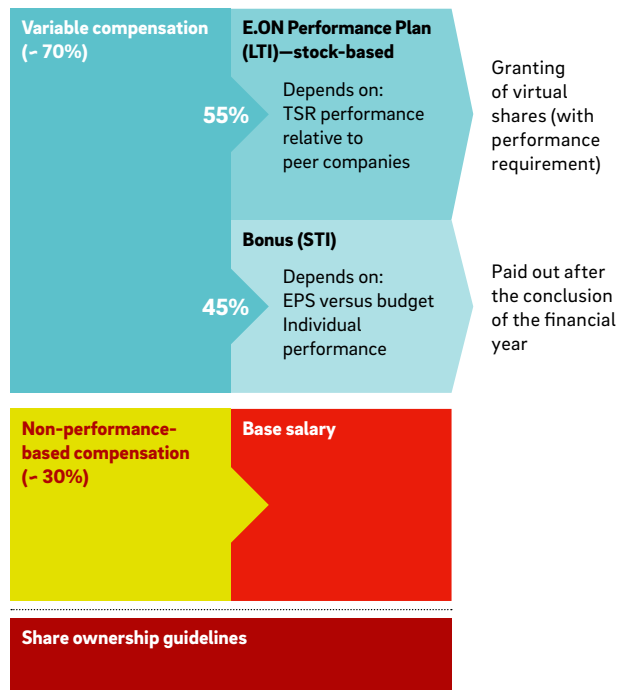 Variable compensation
(~ 70%)
55%
E.ON Performance Plan
(LTI)—stock-based
Depends on:
TSR performance
relative to
peer companies
Granting
of virtual
shares (with
performance
requirement)
45%
Bonus (STI)
Depends on:
EPS versus budget
Individual
performance
Paid out after
the conclusion
of the financial
year
Non-performance-
based compensation
(~ 30%)
Base salary
Share ownership guidelines